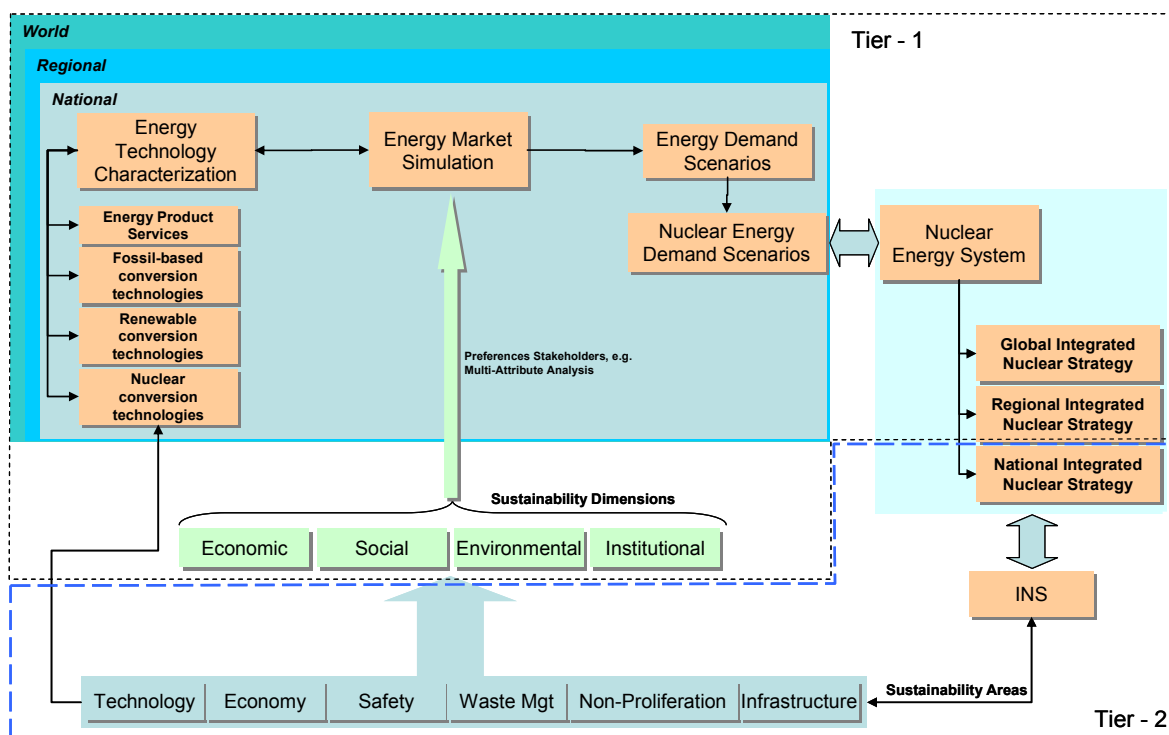 World
Tier - 1
Regional
National
Energy
Technology
Characterization
Energy Market
Simulation
Energy Demand
Scenarios
Energy Product
Services
Fossil-based
conversion
technologies
Renewable
conversion
technologies
Nuclear
conversion
technologies
Nuclear Energy
Demand Scenarios
Nuclear
Energy System
Preferences Stakeholders, e.g.
Multi-Attribute Analysis
Global Integrated
Nuclear Strategy
Regional Integrated
Nuclear Strategy
National Integrated
Nuclear Strategy
Sustainability Dimensions
Economic
Social
Environmental
Institutional
INS
Technology
Economy
Safety
Waste Mgt
Non-Proliferation
Infrastructure
Sustainability Areas
Tier - 2